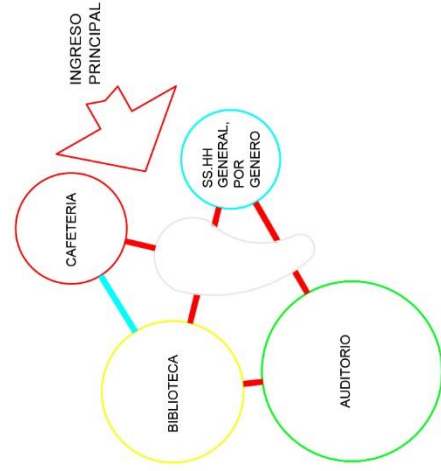 INGRESO
PRINCIPAL
CAFETERIA
SS.HH
GENERAL,
POR
GENERO
BIBLIOTECA
AUDITORIO